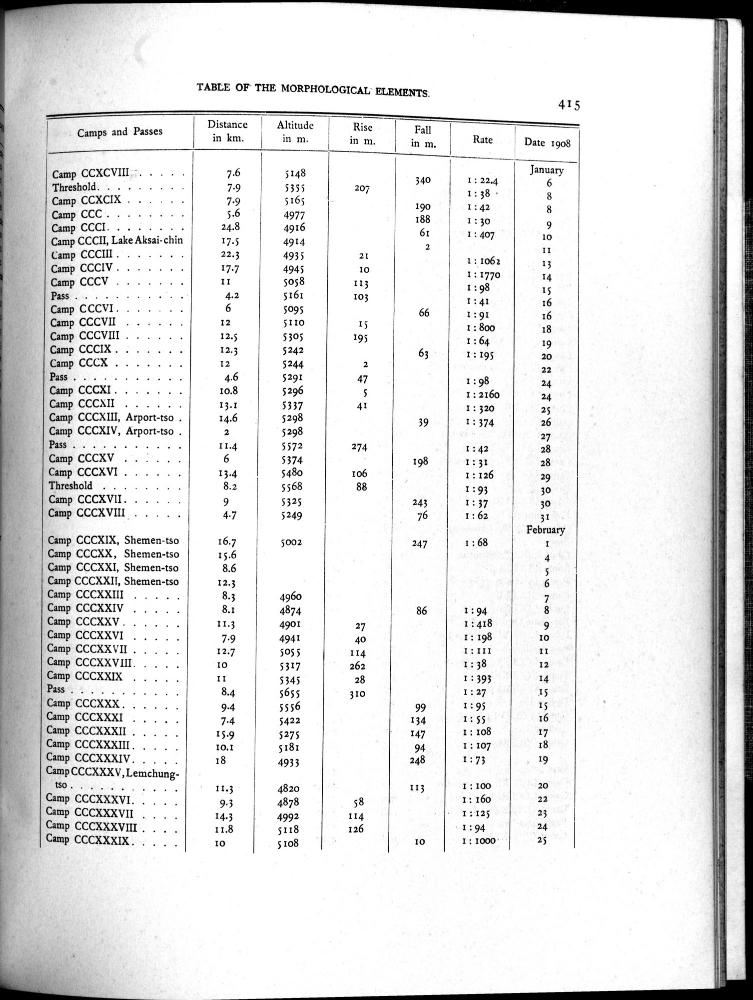 TABLE OF THE MORPHOLOGICAL ELEMENTS.
415
Camps and Passes Distance in km. Altitude in m. Rise in m. Fall in m. Rate Date 1908
January
Camp CCXCVIII . . . . . 7.6 5148 340 1 : 22.4 6
Threshold. . . . . . . . . 7.9 5355 207 1 : 38 8
Camp CCXCIX . . . . . . 7.9 5165 190 1 : 42 8
Camp CCC . . . . . . . . 5.6 4977 188 1 : 30 9
Camp CCCI. . . . . . . . 24.8 4916 61 1 : 407 10
Camp CCCII, Lake Aksai-chin 17.5 4914 2 11
Camp CCCIII . . . . . . . 22.3 4935 21 1 : 1062 13
Camp CCCIV . . . . . . . 17.7 4945 10 1 : 1770 14
Camp CCCV . . . . . . . 11 5058 113 1 : 98 15
Pass . . . . . . . . . . . 4.2 5161 103 1 : 41 16
Camp CCCVI. . . . . . . 6 5095 66 1 : 91 16
Camp CCCVII . . . . . . 12 5110 15 1 : 800 18
Camp CCCVIII . . . . . . 12.5 5305 195 1 : 64 19
Camp CCCIX . . . . . . . 12.3 5242 63 1 : 195 20
Camp CCCX . . . . . . . 12 5244 2 22
Pass . . . . . . . . . . . 4.6 5291 47 1 : 98 24
Camp CCCXI. . . . . . . 10.8 5296 5 1 : 2160 24
Camp CCCXII . . . . . . 13.1 5337 41 1 : 320 25
Camp CCCXIII, Arport-tso . 14.6 5298 39 1 : 374 26
Camp CCCXIV, Arport-tso . 2 5298 27
Pass . . . . . . . . . . . 11.4 5572 274 1 : 42 28
Camp CCCXV . . . . . . 6 5374 198 1 : 31 28
Camp CCCXVI . . . . . . 13.4 5480 106 1 : 126 29
Threshold . . . . . . . . 8.2 5568 88 1 : 93 30
Camp CCCXVII. . . . . . 9 5325 243 1 : 37 30
Camp CCCXVIII . . . . . 4.7 5249 76 1 : 62 31
February
Camp CCCXIX, Shemen-tso 16.7 5002 247 1 : 68 1
Camp CCCXX, Shemen-tso 15.6 4
Camp CCCXXI, Shemen-tso 8.6 5
Camp CCCXXII, Shemen-tso 12.3 6
Camp CCCXXIII . . . . . 8.3 4960 7
Camp CCCXXIV . . . . . 8.1 4874 86 1 : 94 8
Camp CCCXXV. . . . . . 11.3 4901 27 1 : 418 9
Camp CCCXXVI . . . . . 7.9 4941 40 1 : 198 10
Camp CCCXXVII . . . . . 12.7 5055 114 1 : 111 11
Camp CCCXXVIII. . . . . 10 5317 262 1 : 38 12
Camp CCCXXIX . . . . . 11 5345 28 1 : 393 14
Pass . . . . . . . . . . . 8.4 5655 310 1 : 27 15
Camp CCCXXX. . . . . . 9.4 5556 99 1 : 95 15
Camp CCCXXXI . . . . . 7.4 5422 134 1 : 55 16
Camp CCCXXXII . . . . . 15.9 5275 147 1 : 108 17
Camp CCCXXXIII. . . . . 10.1 5181 94 1 : 107 18
Camp CCCXXXIV. . . . . 18 4933 248 1 : 73 19
Camp CCCXXXV, Lemchung-
tso . . . . . . . . . . . 11.3 4820 113 1 : 100 20
Camp CCCXXXVI. . . . . 9.3 4878 58 1 : 160 22
Camp CCCXXXVII . . . . 14.3 4992 114 1 : 125 23
Camp CCCXXXVIII . . . . 11.8 5118 126 1 : 94 24
Camp CCCXXXIX. . . . . 10 5108 10 1 : 1000 25